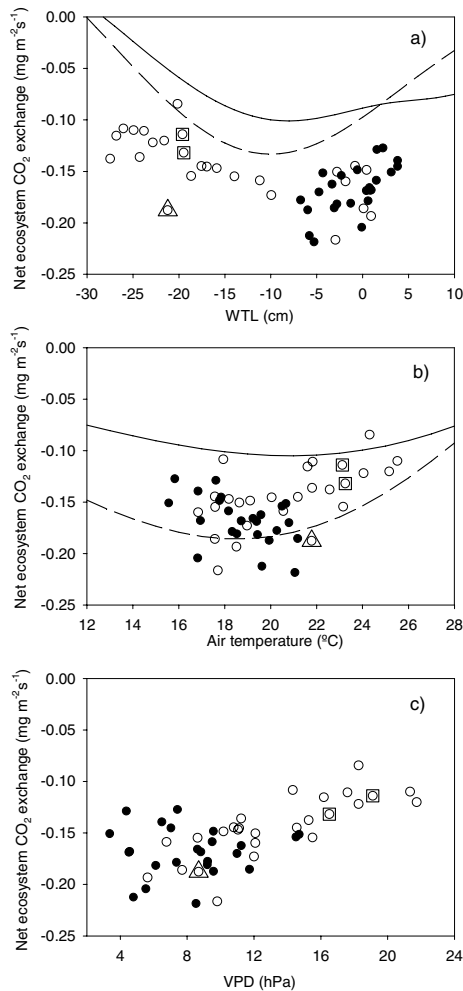 0.00
-0.05
-0.10
-0.15
-0.20
-0.25
Net ecosystem CO2 exchange (mg m-2s-1)
a)
-30 -25 -20 -15 -10 -5 0 5 10
WTL (cm)
0.00
-0.05
-0.10
-0.15
-0.20
-0.25
Net ecosystem CO2 exchange (mg m-2s-1)
b)
12 14 16 18 20 22 24 26 28
Air temperature (ºC)
0.00
-0.05
-0.10
-0.15
-0.20
-0.25
Net ecosystem CO2 exchange (mg m-2s-1)
c)
4 8 12 16 20 24
VPD (hPa)